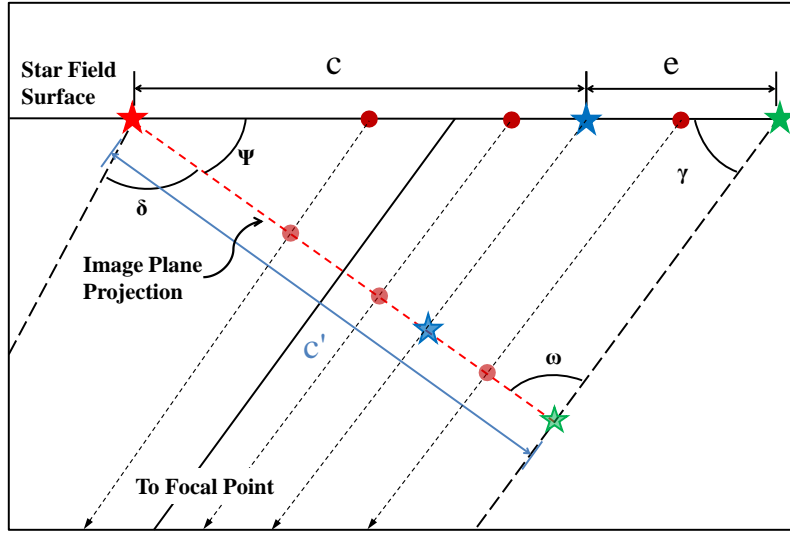 c
e
Star Field
Surface
Ψ
γ
δ
Image Plane
Projection
c'
ω
To Focal Point